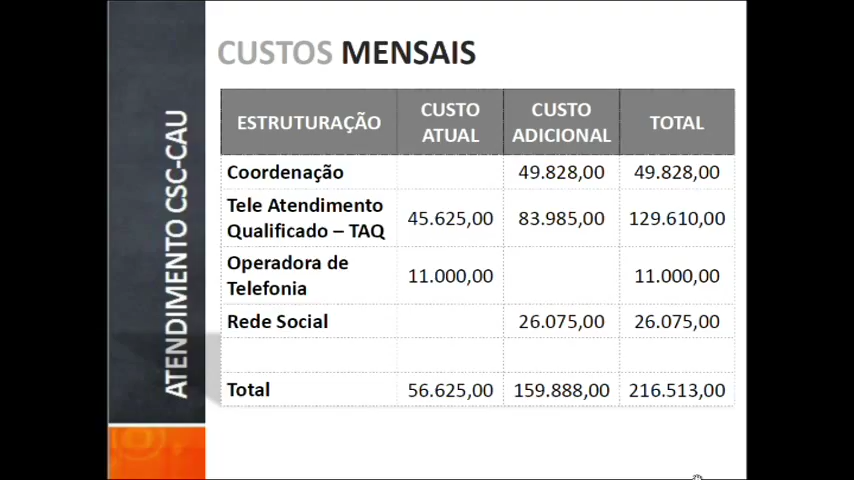 CUSTOS MENSAIS
ATENDIMENTO CSC-CAU
ESTRUTURAÇÃO CUSTO ATUAL CUSTO ADICIONAL TOTAL
Coordenação 49.828,00 49.828,00
Tele Atendimento
Qualificado – TAQ 45.625,00 83.985,00 129.610,00
Operadora de
Telefonia 11.000,00 11.000,00
Rede Social 26.075,00 26.075,00
Total 56.625,00 159.888,00 216.513,00